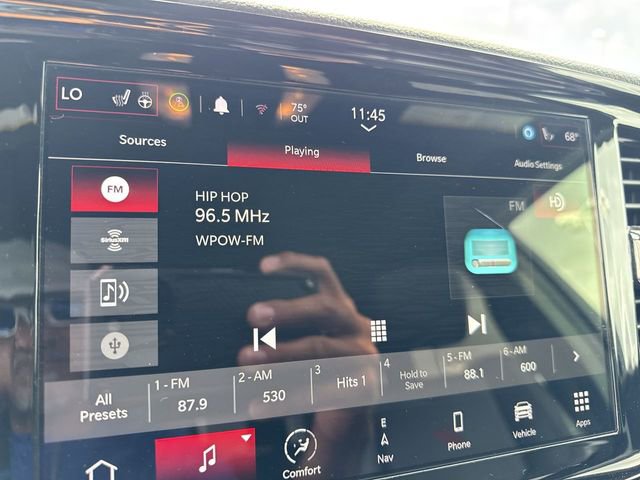 LO
75°
OUT
11:45
68°
Sources
Playing
Browse
Audio Settings
FM
SiriusXM
HIP HOP
96.5 MHz
WPOW-FM
FM
HD
All
Presets
1 - FM
87.9
2 - AM
530
3
Hits 1
4
Hold to
Save
5 - FM
88.1
6 - AM
600
Comfort
E
Nav
Phone
Vehicle
Apps